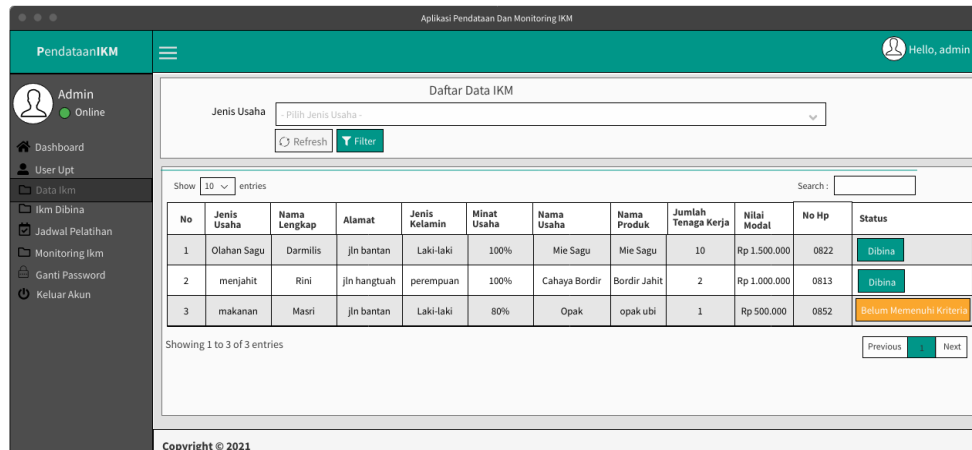 Aplikasi Pendataan Dan Monitoring IKM
PendataanIKM
Hello, admin
Admin
Online
Dashboard
User Upt
Data Ikm
Ikm Dibina
Jadwal Pelatihan
Monitoring Ikm
Ganti Password
Keluar Akun
Daftar Data IKM
Jenis Usaha
- Pilih Jenis Usaha -
Refresh Filter
Show 10 entries Search :
No Jenis Usaha Nama Lengkap Alamat Jenis Kelamin Minat Usaha Nama Usaha Nama Produk Jumlah Tenaga Kerja Nilai Modal No Hp Status
1 Olahan Sagu Darmilis jln bantan Laki-laki 100% Mie Sagu Mie Sagu 10 Rp 1.500.000 0822 Dibina
2 menjahit Rini jln hangtuah perempuan 100% Cahaya Bordir Bordir Jahit 2 Rp 1.000.000 0813 Dibina
3 makanan Masri jln bantan Laki-laki 80% Opak opak ubi 1 Rp 500.000 0852 Belum Memenuhi Kriteria
Showing 1 to 3 of 3 entries
Previous 1 Next
Copyright © 2021